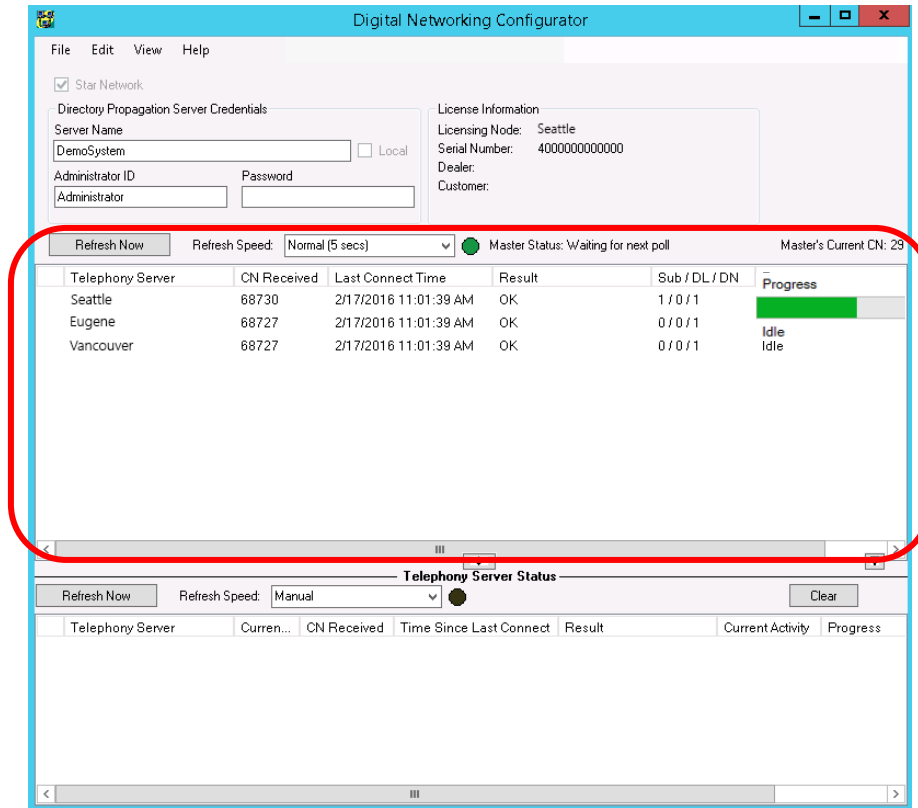 Digital Networking Configurator
File Edit View Help
Star Network
Directory Propagation Server Credentials
Server Name
DemoSystem
Local
Administrator ID Password
Administrator
License Information
Licensing Node: Seattle
Serial Number: 4000000000000
Dealer:
Customer:
Refresh Now Refresh Speed: Normal (5 secs) Master Status: Waiting for next poll Master's Current CN: 29
Telephony Server CN Received Last Connect Time Result Sub / DL / DN Progress
Seattle 68730 2/17/2016 11:01:39 AM OK 1 / 0 / 1
Eugene 68727 2/17/2016 11:01:39 AM OK 0 / 0 / 1 Idle
Vancouver 68727 2/17/2016 11:01:39 AM OK 0 / 0 / 1 Idle
Telephony Server Status
Refresh Now Refresh Speed: Manual Clear
Telephony Server Curren... CN Received Time Since Last Connect Result Current Activity Progress